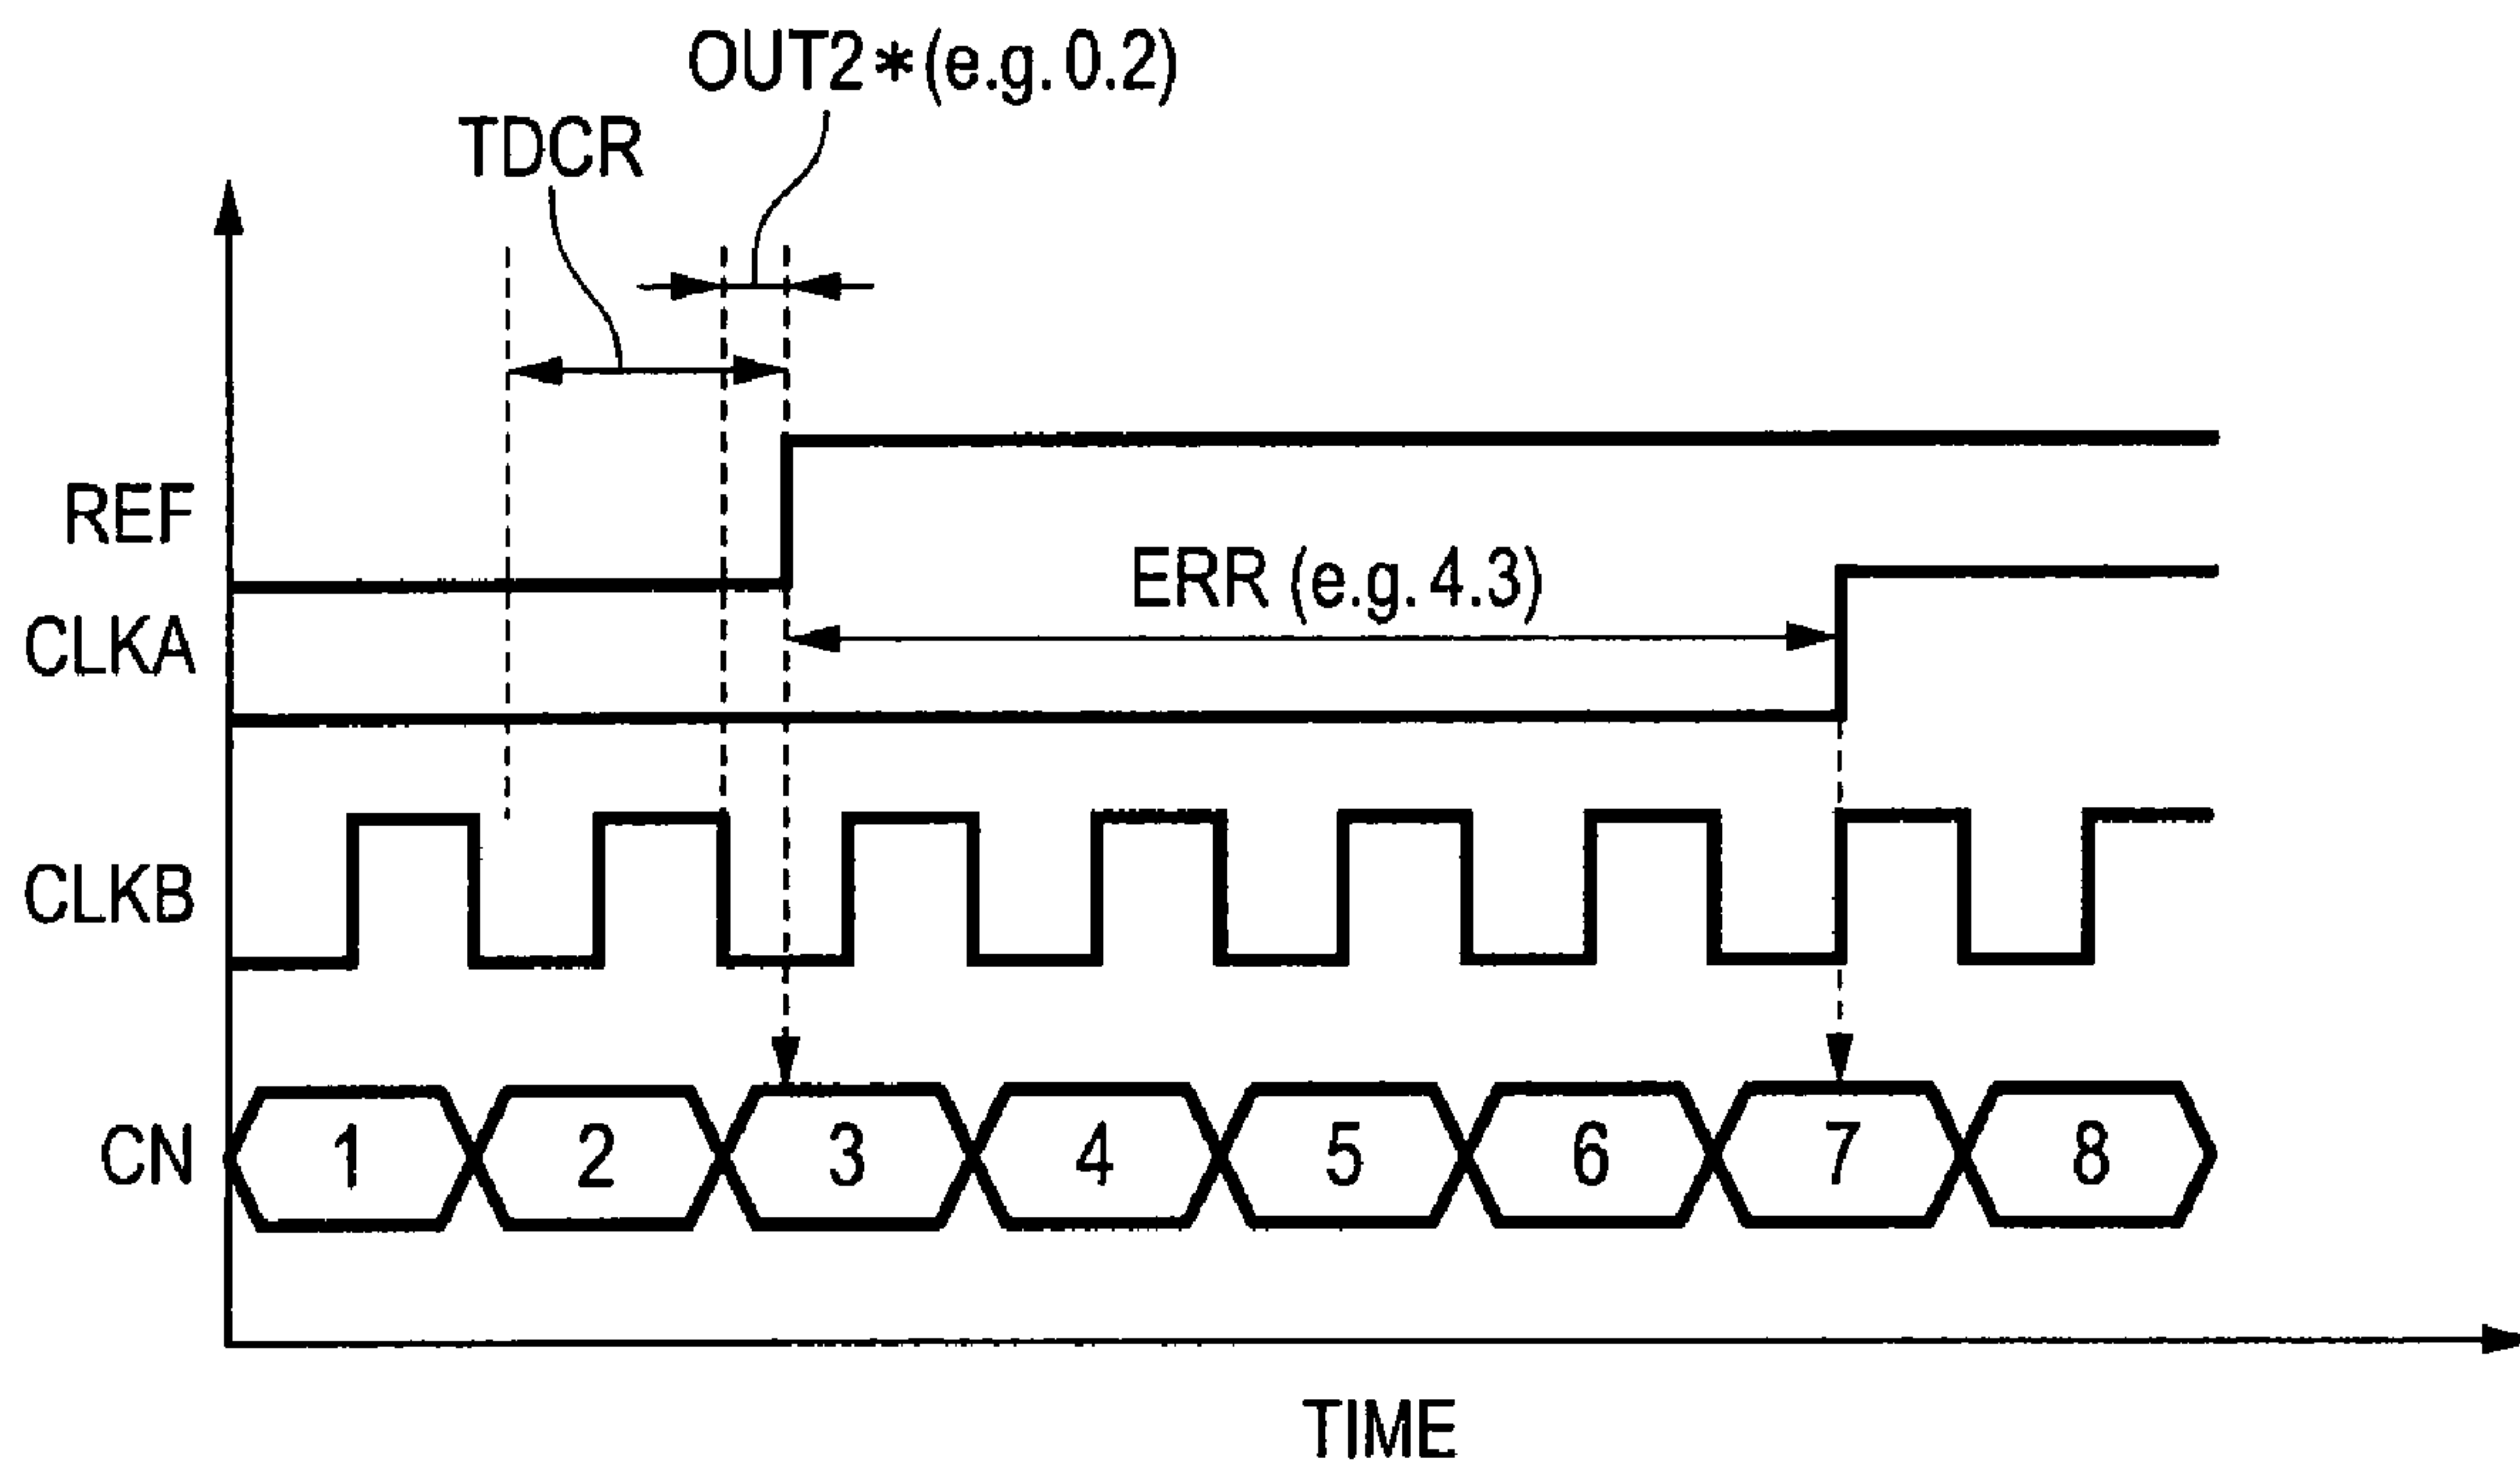 OUT2*(e.g. 0.2)
TDCR
REF
ERR (e.g. 4.3)
CLKA
CLKB
CN 1 2 3 4 5 6 7 8
TIME